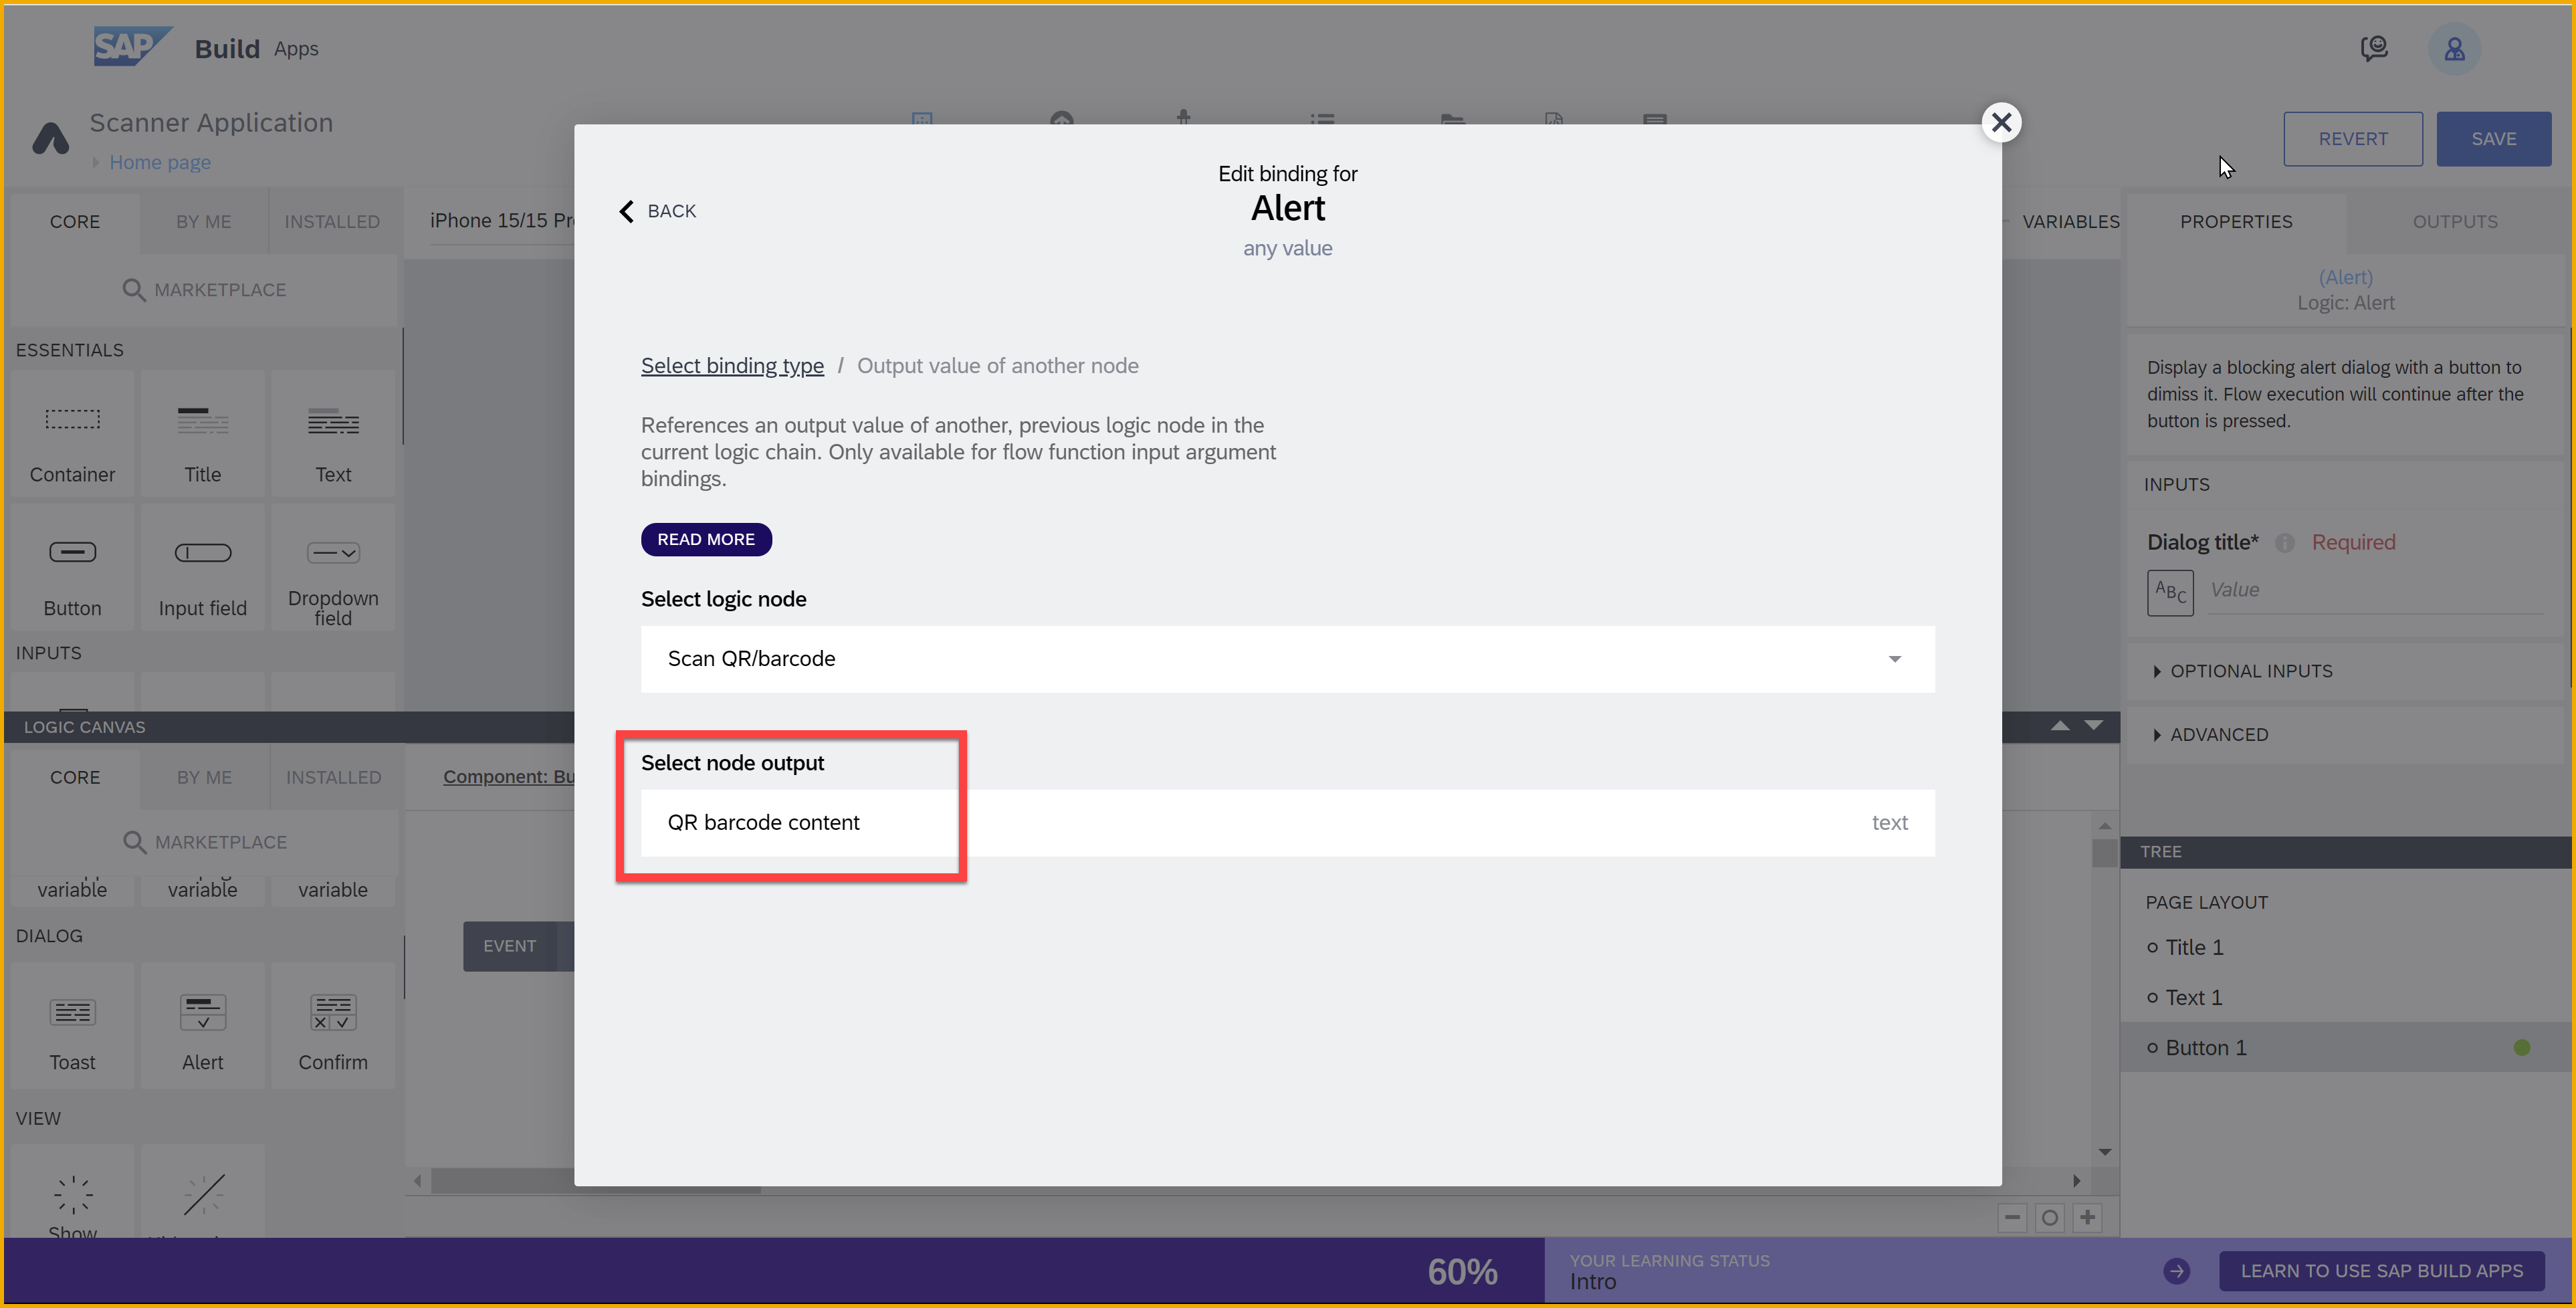 SAP Build Apps
Scanner Application
Home page
REVERT
SAVE
CORE
BY ME
INSTALLED
iPhone 15/15 Pr
VARIABLES
PROPERTIES
OUTPUTS
MARKETPLACE
ESSENTIALS
Container
Title
Text
Button
Input field
Dropdown
field
INPUTS
Edit binding for
Alert
any value
BACK
Select binding type / Output value of another node
References an output value of another, previous logic node in the
current logic chain. Only available for flow function input argument
bindings.
READ MORE
Select logic node
Scan QR/barcode
Select node output
QR barcode content
text
(Alert)
Logic: Alert
Display a blocking alert dialog with a button to
dimiss it. Flow execution will continue after the
button is pressed.
INPUTS
Dialog title*
Required
ABC
Value
OPTIONAL INPUTS
ADVANCED
LOGIC CANVAS
CORE
BY ME
INSTALLED
Component: Bu
MARKETPLACE
variable
variable
variable
EVENT
DIALOG
Toast
Alert
Confirm
VIEW
Show
TREE
PAGE LAYOUT
Title 1
Text 1
Button 1
60%
YOUR LEARNING STATUS
Intro
LEARN TO USE SAP BUILD APPS